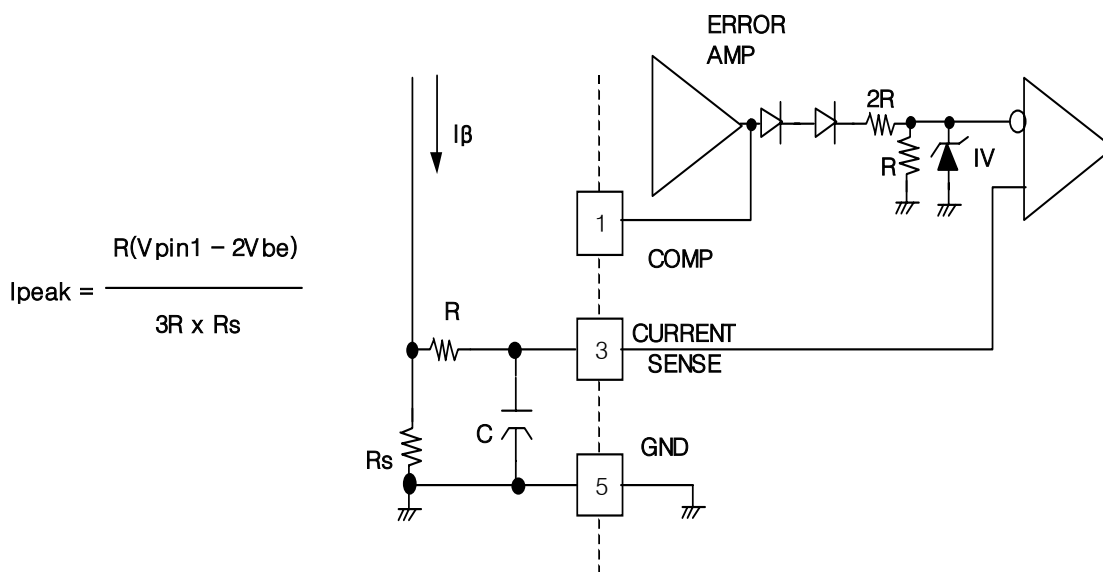 ERROR
AMP
2R
Iβ
R
IV
1
COMP
R(Vpin1 − 2Vbe)
Ipeak =
3R x Rs
R
3
CURRENT
SENSE
C
GND
Rs
5